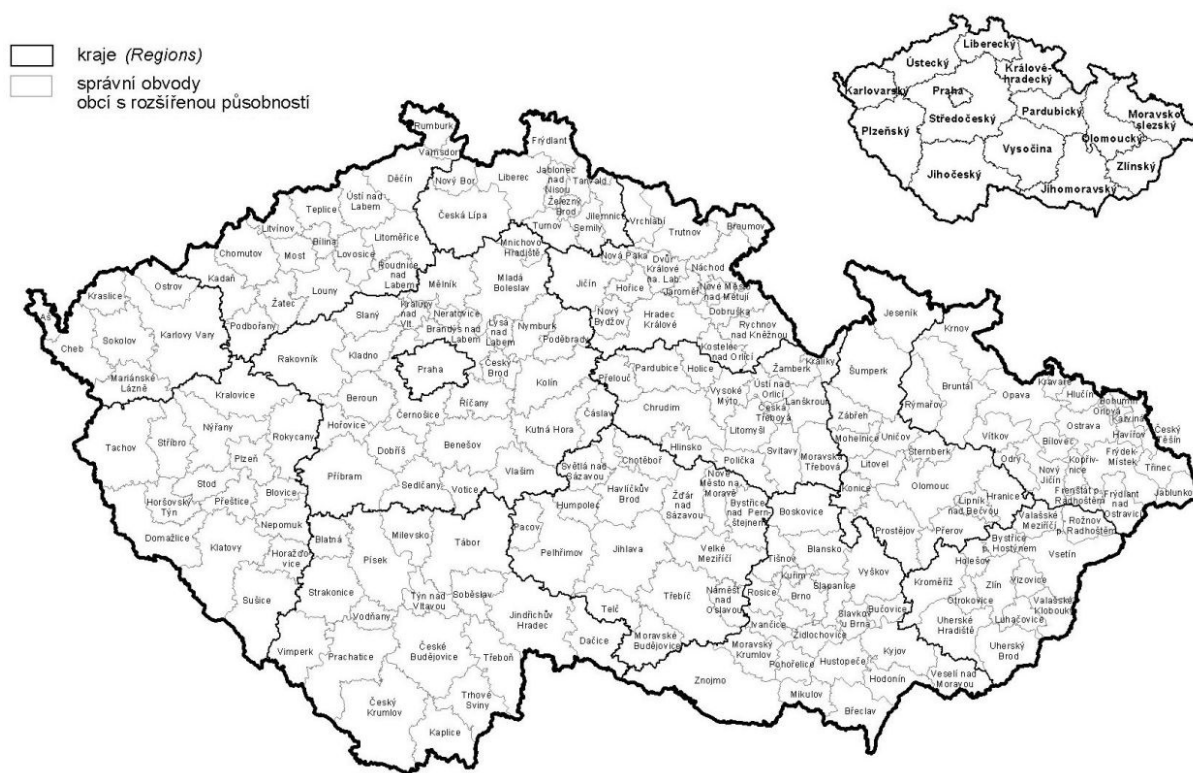 kraje (Regions)
správní obvody
obcí s rozšířenou působností
Liberecký
Ústecký
Králové-
hradecký
Karlovarský
Praha
Pardubický
Moravsko
slezský
Středočeský
Plzeňský
Olomoucký
Vysočina
Zlínský
Jihočeský
Jihomoravský
Rumburk
Varnsdorf
Frýdlant
Děčín
Nový Bor
Liberec
Jablonec
nad
Nisou
Tanvald
Ústí nad
Labem
Železný
Brod
Teplice
Česká Lípa
Jilemnice
Vrchlabí
Litvínov
Turnov
Semily
Trutnov
Broumov
Bílina
Litoměřice
Chomutov
Most
Lovosice
Mnichovo
Hradiště
Nová Paka
Dvůr
Králové
na. Lab.
Náchod
Kadaň
Roudnice
nad
Labem
Mělník
Mladá
Boleslav
Jičín
Hořice
Jaroměř
Nové Město
nad Metují
Ostrov
Kraslice
Žatec
Louny
Kralupy
nad
Vlt.
Neratovice
Nový
Bydžov
Hradec
Králové
Dobruška
Rychnov
nad Kněžnou
Aš
Sokolov
Karlovy Vary
Podbořany
Slaný
Brandýs nad
Labem
Lysá
nad
Labem
Nymburk
Poděbrady
Kostelec
nad Orlicí
Jeseník
Krnov
Cheb
Rakovník
Kladno
Praha
Český
Brod
Kolín
Přelouč
Pardubice
Holice
Žamberk
Králíky
Šumperk
Mariánské
Lázně
Kralovice
Beroun
Říčany
Vysoké
Mýto
Ústí nad
Orlicí
Lanškroun
Bruntál
Opava
Kravaře
Hlučín
Bohumín
Orlová
Karviná
Černošice
Čáslav
Chrudim
Česká
Třebová
Rýmařov
Ostrava
Havířov
Český
Těšín
Tachov
Stříbro
Nýřany
Rokycany
Hořovice
Kutná Hora
Litomyšl
Zábřeh
Vítkov
Bílovec
Plzeň
Dobříš
Benešov
Hlinsko
Svitavy
Mohelnice
Uničov
Šternberk
Odry
Kopřiv-
nice
Frýdek-
Místek
Třinec
Příbram
Sedlčany
Votice
Vlašim
Světlá nad
Sázavou
Chotěboř
Polička
Moravská
Třebová
Litovel
Nový
Jičín
Jablunkov
Stod
Přeštice
Blovice
Havlíčkův
Brod
Nové
Město na
Moravě
Konice
Olomouc
Lipník
nad Bečvou
Hranice
Frenštát p.
Radhoštěm
Frýdlant
nad
Ostravicí
Horšovský
Týn
Humpolec
Žďár
nad
Sázavou
Bystřice
nad Pern-
štejnem
Boskovice
Valašské
Meziříčí
Rožnov
p. Radhoštěm
Domažlice
Klatovy
Nepomuk
Horažďo-
vice
Blatná
Milevsko
Tábor
Pacov
Pelhřimov
Jihlava
Velké
Meziříčí
Prostějov
Přerov
Bystřice
p. Hostýnem
Vsetín
Písek
Tišnov
Blansko
Holešov
Sušice
Strakonice
Týn nad
Vltavou
Soběslav
Kuřim
Vyškov
Kroměříž
Zlín
Vizovice
Třebíč
Náměšť
nad
Oslavou
Rosice
Brno
Šlapanice
Otrokovice
Valašské
Klobouky
Vodňany
Jindřichův
Hradec
Telč
Ivančice
Slavkov
u Brna
Bučovice
Uherské
Hradiště
Luhačovice
Vimperk
Prachatice
České
Budějovice
Třeboň
Dačice
Moravské
Budějovice
Moravský
Krumlov
Židlochovice
Pohořelice
Hustopeče
Kyjov
Uherský
Brod
Znojmo
Hodonín
Veselí nad
Moravou
Český
Krumlov
Trhové
Sviny
Mikulov
Břeclav
Kaplice